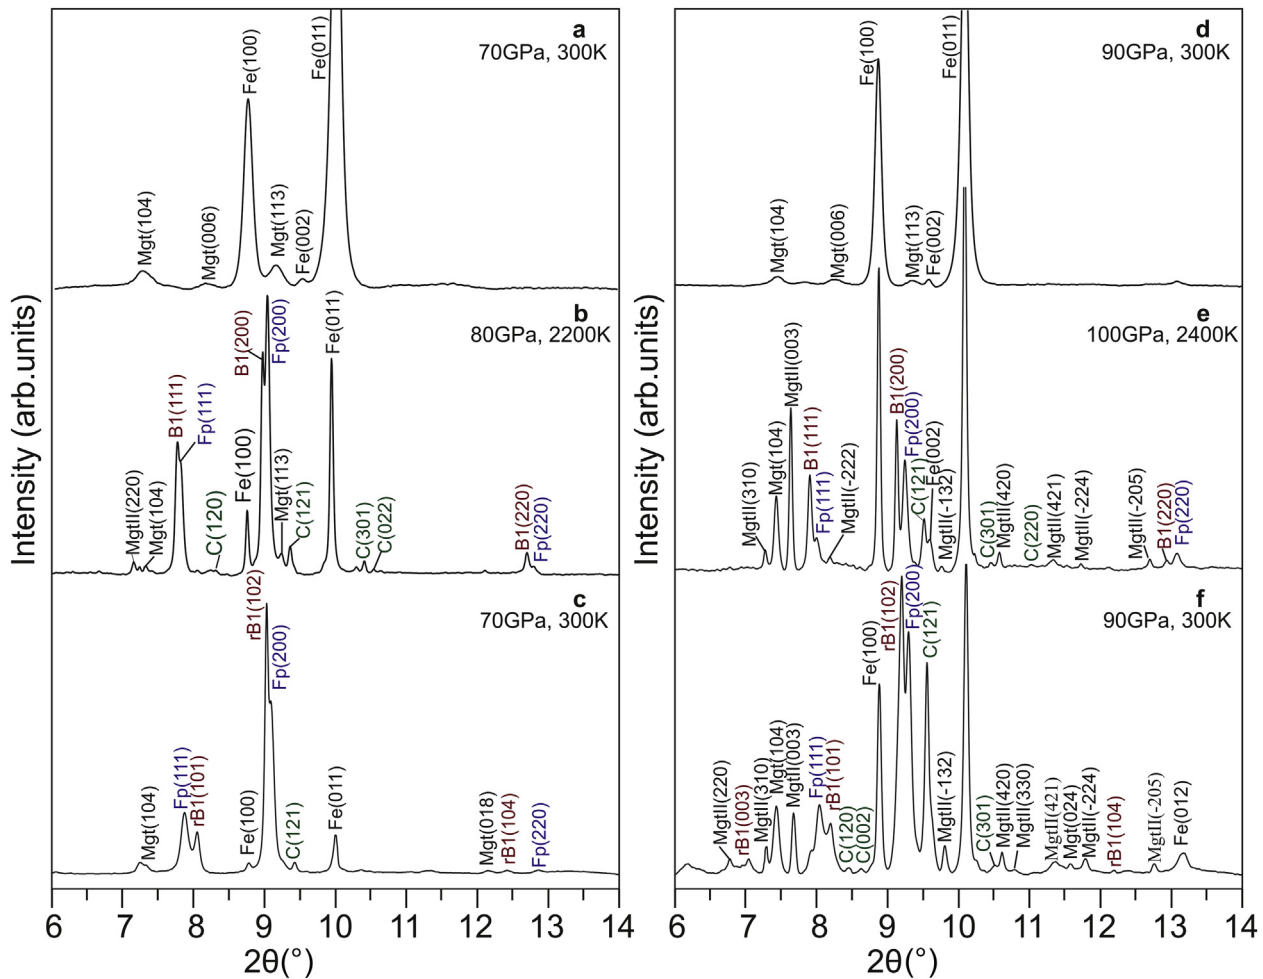 a
70GPa, 300K
Fe(100)
Fe(011)
Mgt(104)
Mgt(006)
Mgt(113)
Fe(002)
b
80GPa, 2200K
MgtII(220)
Mgt(104)
B1(111)
Fp(111)
C(120)
Fe(100)
B1(200)
Fp(200)
Mgt(113)
C(121)
Fe(011)
C(301)
C(022)
B1(220)
Fp(220)
c
70GPa, 300K
Mgt(104)
Fp(111)
rB1(101)
Fe(100)
rB1(102)
Fp(200)
C(121)
Fe(011)
Mgt(018)
rB1(104)
Fp(220)
Intensity (arb.units)
6 7 8 9 10 11 12 13 14
2θ(°)
d
90GPa, 300K
Mgt(104)
Mgt(006)
Fe(100)
Mgt(113)
Fe(002)
Fe(011)
e
100GPa, 2400K
MgtII(310)
Mgt(104)
MgtII(003)
B1(111)
Fp(111)
MgtII(-222)
B1(200)
Fp(200)
C(121)
Fe(002)
MgtII(-132)
C(301)
MgtII(420)
C(220)
MgtII(421)
MgtII(-224)
MgtII(-205)
B1(220)
Fp(220)
f
90GPa, 300K
MgtII(220)
rB1(003)
MgtII(310)
Mgt(104)
MgtII(003)
Fp(111)
rB1(101)
C(120)
C(002)
Fe(100)
rB1(102)
Fp(200)
C(121)
MgtII(-132)
C(301)
MgtII(420)
MgtII(330)
MgtII(421)
Mgt(024)
MgtII(-224)
rB1(104)
MgtII(-205)
Fe(012)
Intensity (arb.units)
6 7 8 9 10 11 12 13 14
2θ(°)